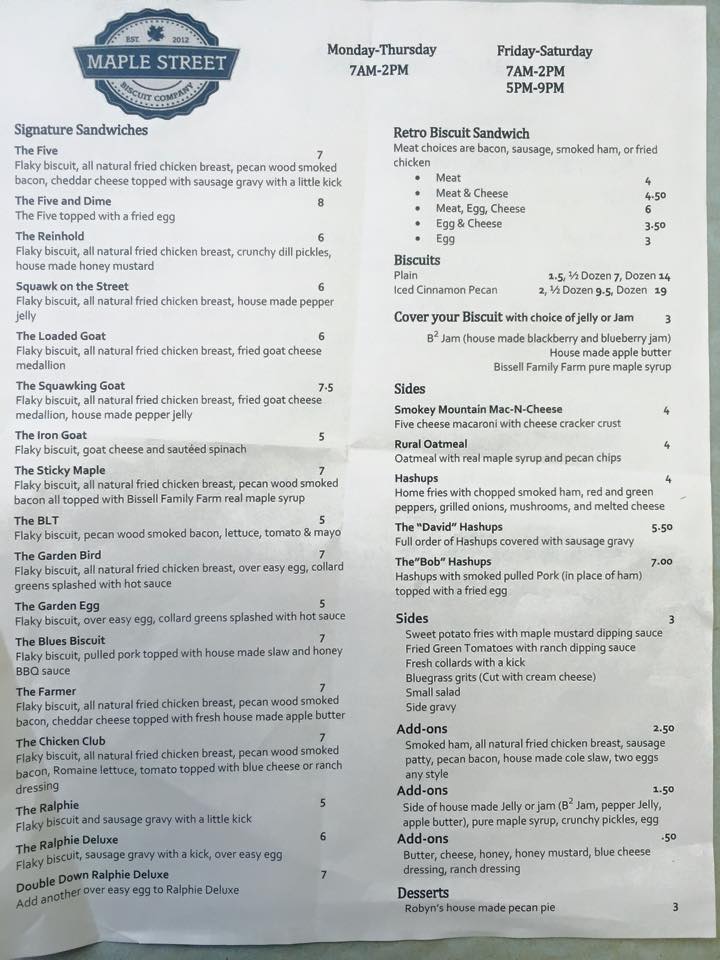 EST. 2012
MAPLE STREET
BISCUIT COMPANY
Monday-Thursday
7AM-2PM
Friday-Saturday
7AM-2PM
5PM-9PM
Signature Sandwiches
The Five 7
Flaky biscuit, all natural fried chicken breast, pecan wood smoked
bacon, cheddar cheese topped with sausage gravy with a little kick
The Five and Dime 8
The Five topped with a fried egg
The Reinhold 6
Flaky biscuit, all natural fried chicken breast, crunchy dill pickles,
house made honey mustard
Squawk on the Street 6
Flaky biscuit, all natural fried chicken breast, house made pepper
jelly
The Loaded Goat 6
Flaky biscuit, all natural fried chicken breast, fried goat cheese
medallion
The Squawking Goat 7.5
Flaky biscuit, all natural fried chicken breast, fried goat cheese
medallion, house made pepper jelly
The Iron Goat 5
Flaky biscuit, goat cheese and sautéed spinach
The Sticky Maple 7
Flaky biscuit, all natural fried chicken breast, pecan wood smoked
bacon all topped with Bissell Family Farm real maple syrup
The BLT 5
Flaky biscuit, pecan wood smoked bacon, lettuce, tomato & mayo
The Garden Bird 7
Flaky biscuit, all natural fried chicken breast, over easy egg, collard
greens splashed with hot sauce
The Garden Egg 5
Flaky biscuit, over easy egg, collard greens splashed with hot sauce
The Blues Biscuit 7
Flaky biscuit, pulled pork topped with house made slaw and honey
BBQ sauce
The Farmer 7
Flaky biscuit, all natural fried chicken breast, pecan wood smoked
bacon, cheddar cheese topped with fresh house made apple butter
The Chicken Club 7
Flaky biscuit, all natural fried chicken breast, pecan wood smoked
bacon, Romaine lettuce, tomato topped with blue cheese or ranch
dressing
The Ralphie 5
Flaky biscuit and sausage gravy with a little kick
The Ralphie Deluxe 6
Flaky biscuit, sausage gravy with a kick, over easy egg
Double Down Ralphie Deluxe 7
Add another over easy egg to Ralphie Deluxe
Retro Biscuit Sandwich
Meat choices are bacon, sausage, smoked ham, or fried
chicken
• Meat 4
• Meat & Cheese 4.50
• Meat, Egg, Cheese 6
• Egg & Cheese 3.50
• Egg 3
Biscuits
Plain 1.5, ½ Dozen 7, Dozen 14
Iced Cinnamon Pecan 2, ½ Dozen 9.5, Dozen 19
Cover your Biscuit with choice of jelly or Jam 3
B² Jam (house made blackberry and blueberry jam)
House made apple butter
Bissell Family Farm pure maple syrup
Sides
Smokey Mountain Mac-N-Cheese 4
Five cheese macaroni with cheese cracker crust
Rural Oatmeal 4
Oatmeal with real maple syrup and pecan chips
Hashups 4
Home fries with chopped smoked ham, red and green
peppers, grilled onions, mushrooms, and melted cheese
The "David" Hashups 5.50
Full order of Hashups covered with sausage gravy
The"Bob" Hashups 7.00
Hashups with smoked pulled Pork (in place of ham)
topped with a fried egg
Sides 3
Sweet potato fries with maple mustard dipping sauce
Fried Green Tomatoes with ranch dipping sauce
Fresh collards with a kick
Bluegrass grits (Cut with cream cheese)
Small salad
Side gravy
Add-ons 2.50
Smoked ham, all natural fried chicken breast, sausage
patty, pecan bacon, house made cole slaw, two eggs
any style
Add-ons 1.50
Side of house made Jelly or jam (B² Jam, pepper Jelly,
apple butter), pure maple syrup, crunchy pickles, egg
Add-ons .50
Butter, cheese, honey, honey mustard, blue cheese
dressing, ranch dressing
Desserts
Robyn's house made pecan pie 3